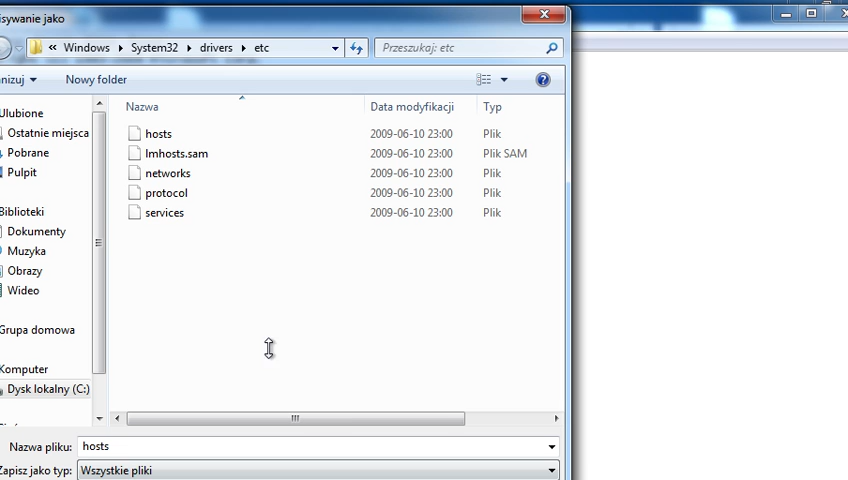 isywanie jako
« Windows System32 drivers etc
Przeszukaj: etc
nizuj Nowy folder
Nazwa Data modyfikacji Typ
Ulubione
Ostatnie miejsca
Pobrane
Pulpit
Biblioteki
Dokumenty
Muzyka
Obrazy
Wideo
Grupa domowa
Komputer
Dysk lokalny (C:)
hosts 2009-06-10 23:00 Plik
lmhosts.sam 2009-06-10 23:00 Plik SAM
networks 2009-06-10 23:00 Plik
protocol 2009-06-10 23:00 Plik
services 2009-06-10 23:00 Plik
Nazwa pliku: hosts
Zapisz jako typ: Wszystkie pliki